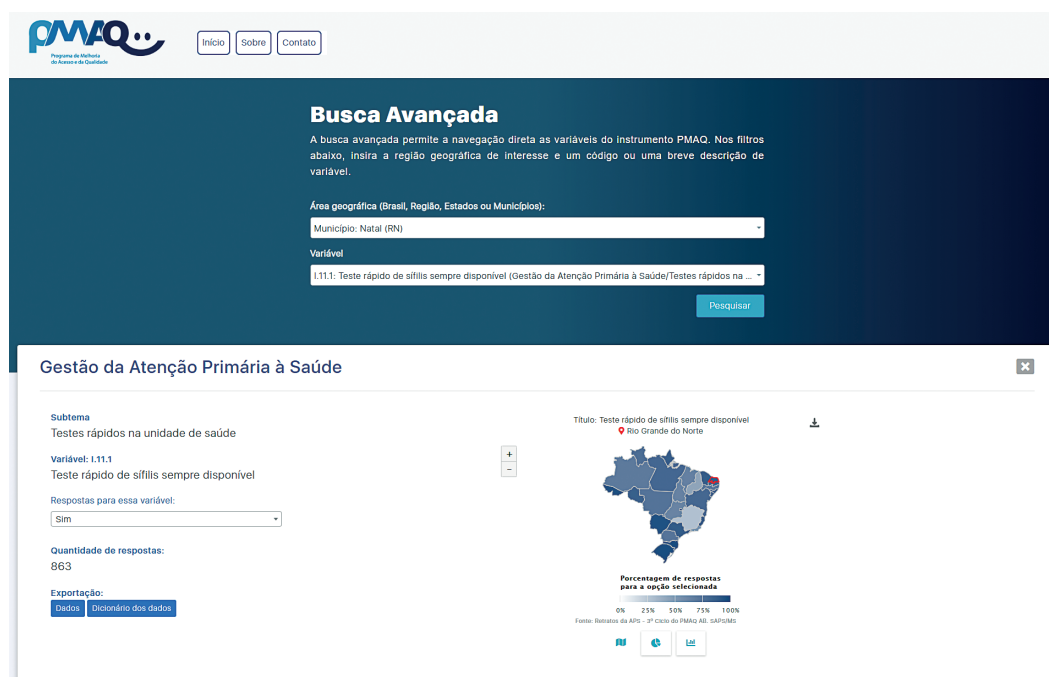 PMAQ
Programa de Melhoria
do Acesso e da Qualidade
Início
Sobre
Contato
Busca Avançada
A busca avançada permite a navegação direta as variáveis do instrumento PMAQ. Nos filtros
abaixo, insira a região geográfica de interesse e um código ou uma breve descrição de
variável.
Área geográfica (Brasil, Região, Estados ou Municípios):
Município: Natal (RN)
Variável
I.11.1: Teste rápido de sífilis sempre disponível (Gestão da Atenção Primária à Saúde/Testes rápidos na ...
Pesquisar
Gestão da Atenção Primária à Saúde
Subtema
Testes rápidos na unidade de saúde
Variável: I.11.1
Teste rápido de sífilis sempre disponível
Respostas para essa variável:
Sim
Quantidade de respostas:
863
Exportação:
Dados Dicionário dos dados
+
−
Título: Teste rápido de sífilis sempre disponível
Rio Grande do Norte
Porcentagem de respostas
para a opção selecionada
0% 25% 50% 75% 100%
Fonte: Retratos da APS - 3º Ciclo do PMAQ AB. SAPS/MS